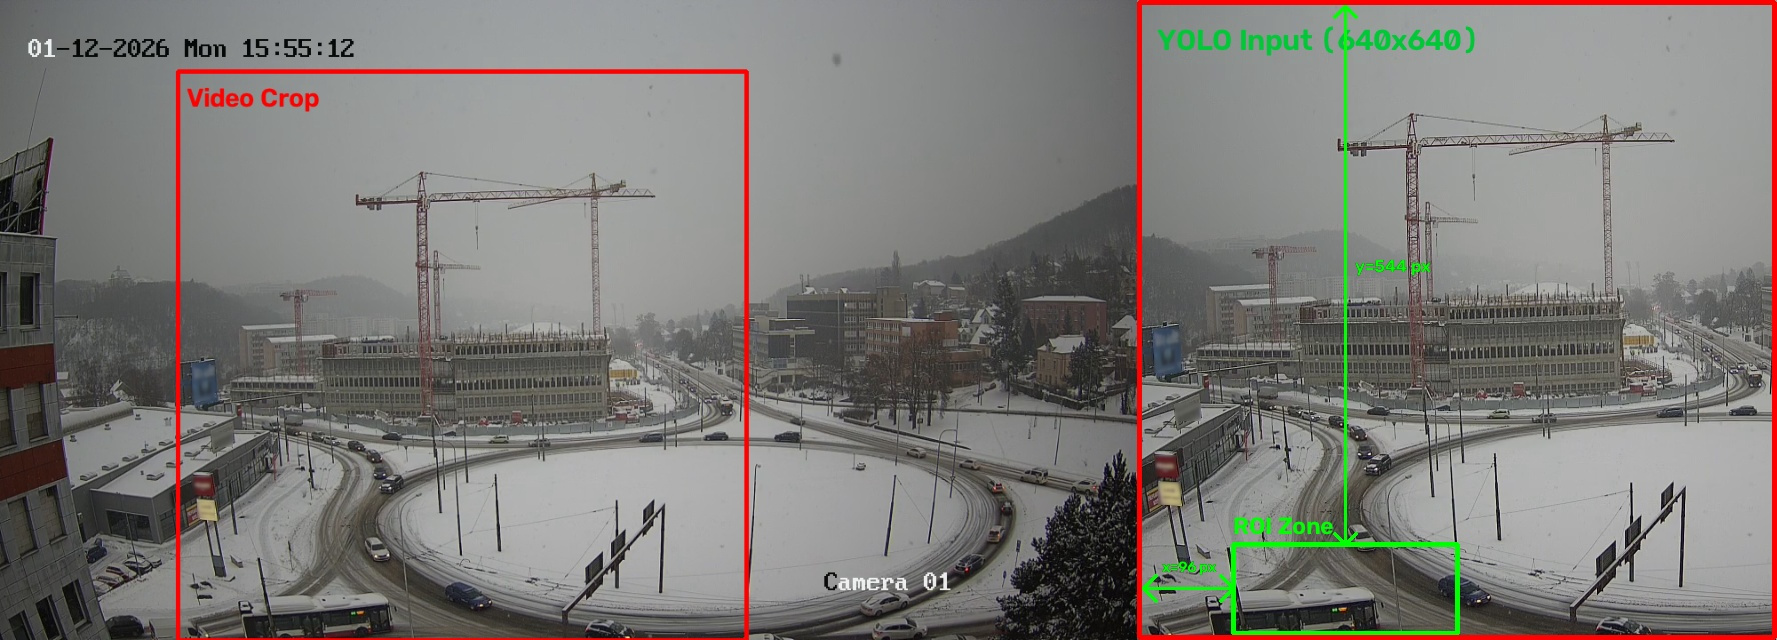 01-12-2026 Mon 15:55:12
Video Crop
Camera 01
YOLO Input (640x640)
y=544 px
ROI Zone
x=96 px